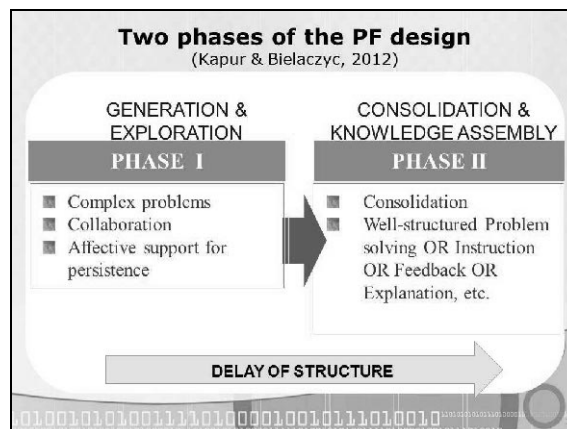 Two phases of the PF design
(Kapur & Bielaczyc, 2012)
GENERATION &
EXPLORATION
PHASE I
Complex problems
Collaboration
Affective support for
persistence
CONSOLIDATION &
KNOWLEDGE ASSEMBLY
PHASE II
Consolidation
Well-structured Problem
solving OR Instruction
OR Feedback OR
Explanation, etc.
DELAY OF STRUCTURE